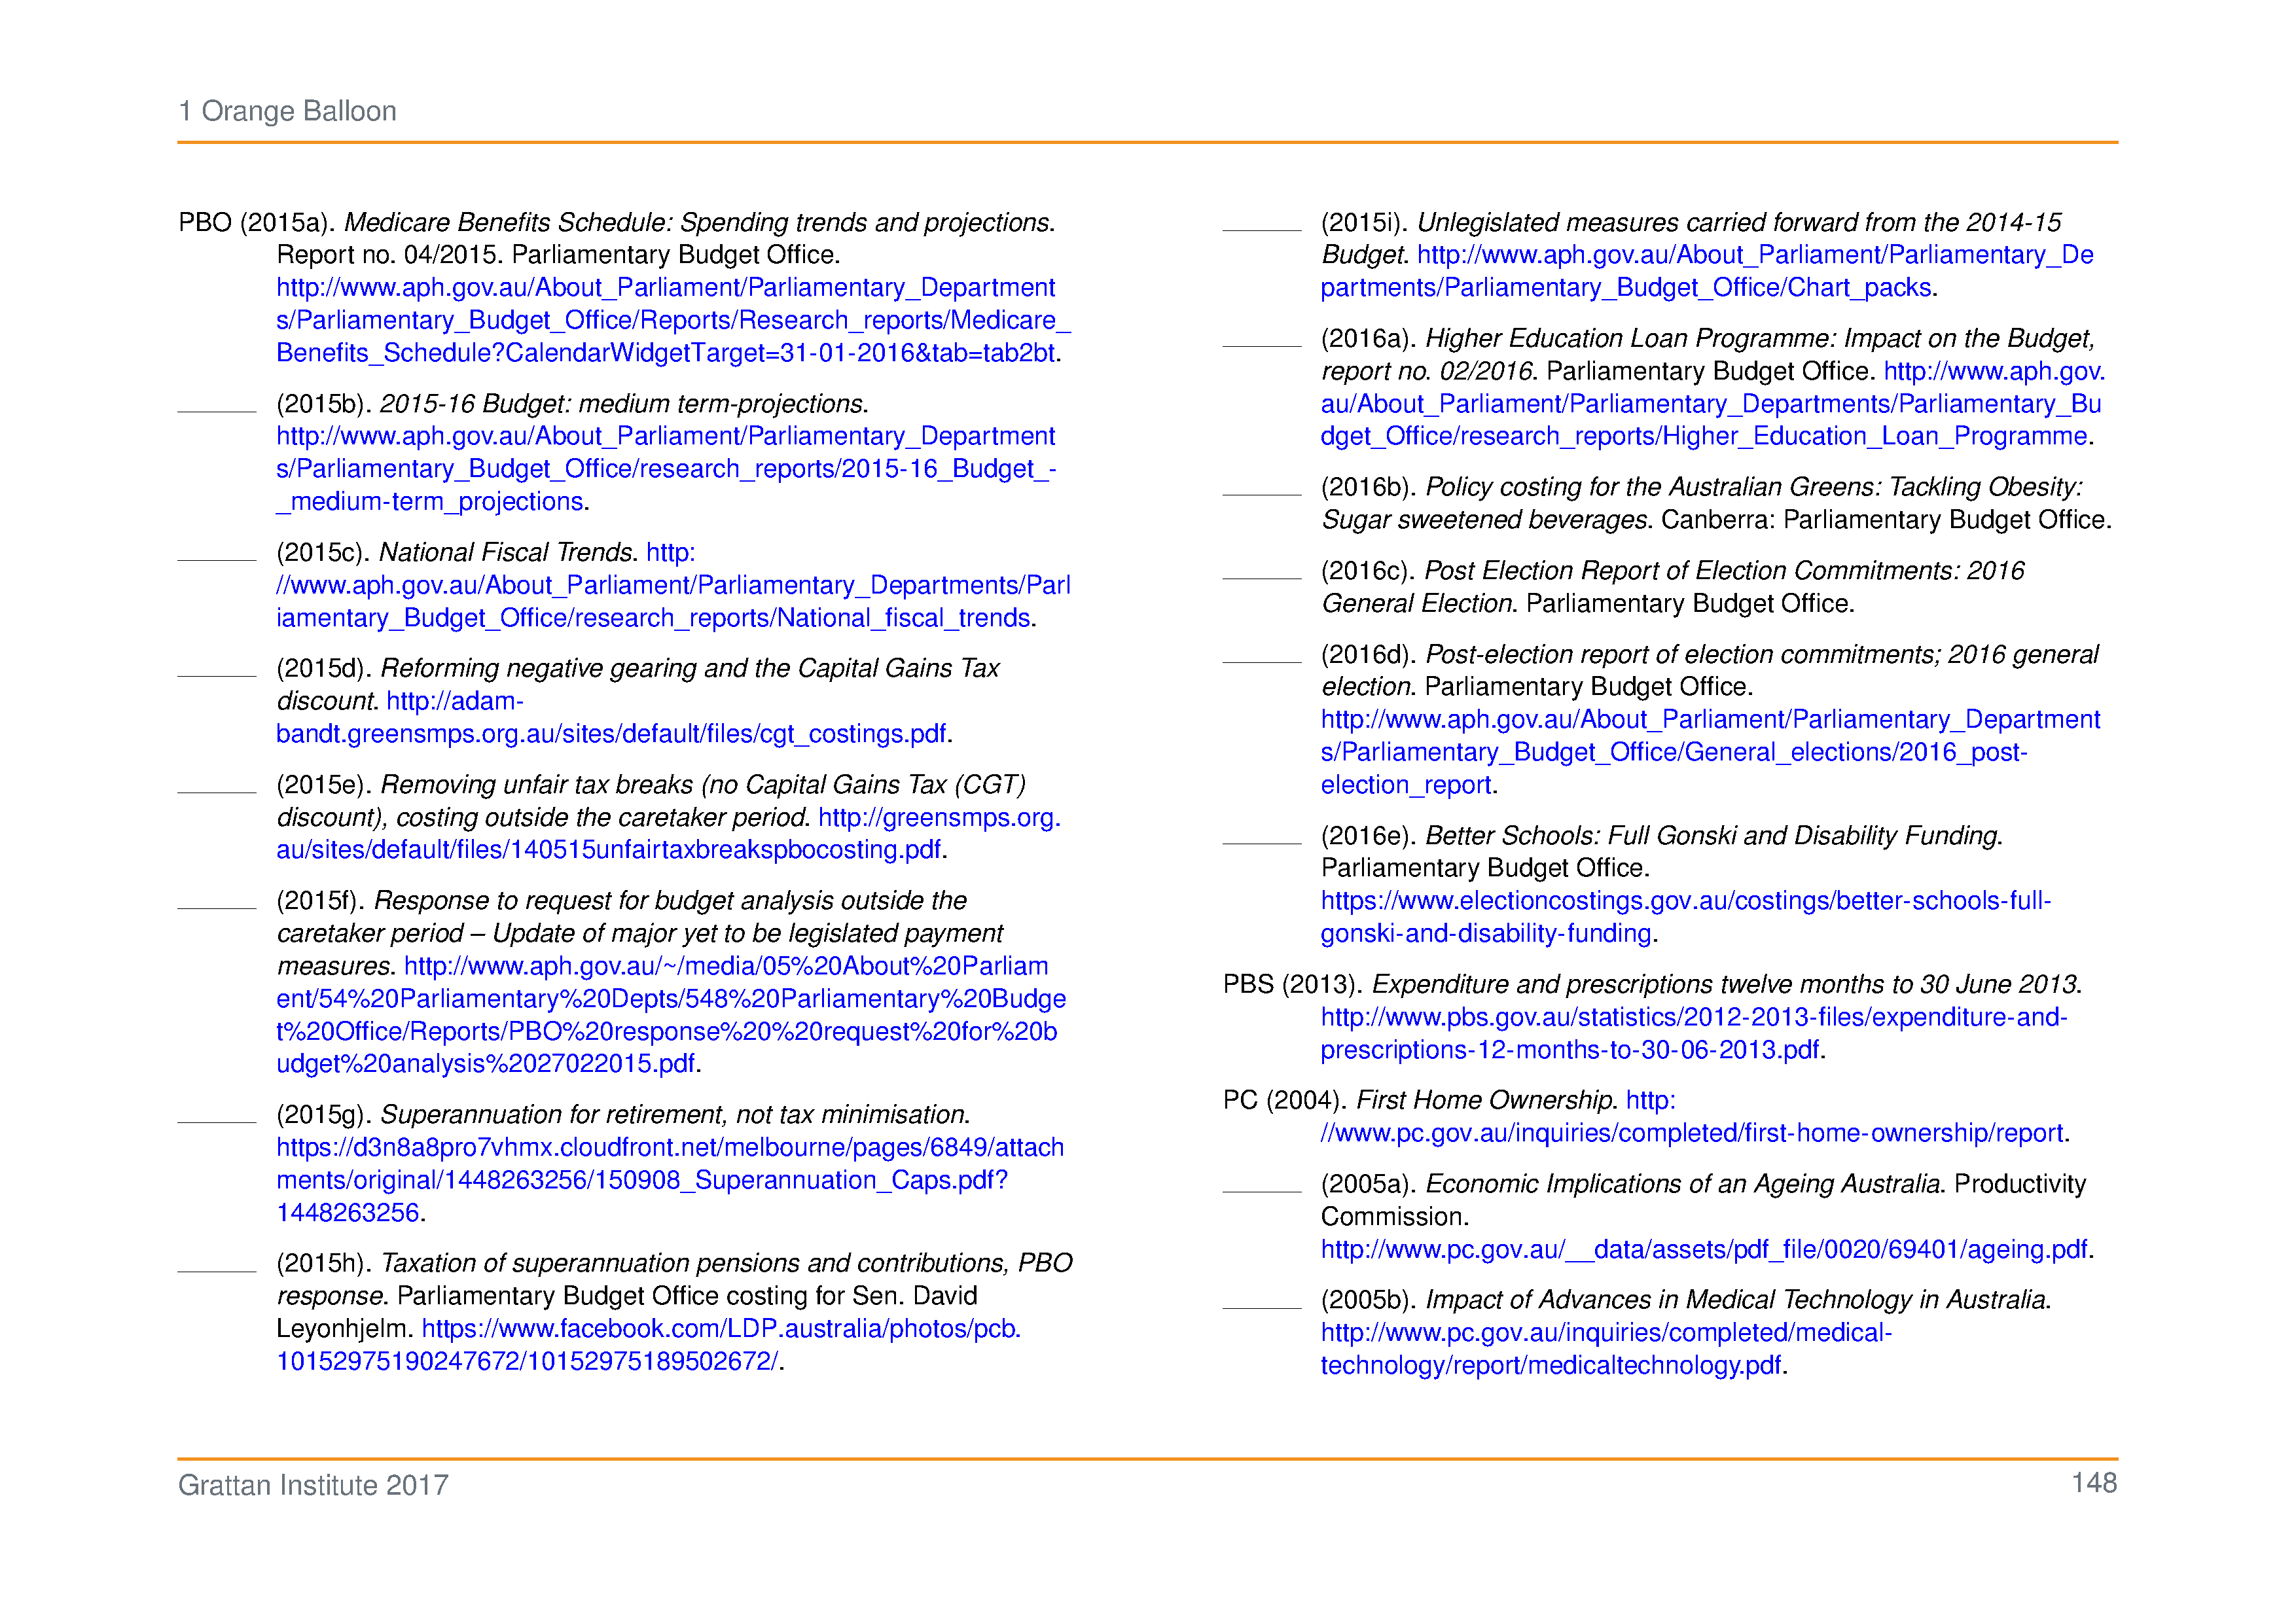 1 Orange Balloon
PBO (2015a). Medicare Benefits Schedule: Spending trends and projections.
Report no. 04/2015. Parliamentary Budget Office.
http://www.aph.gov.au/About_Parliament/Parliamentary_Department
s/Parliamentary_Budget_Office/Reports/Research_reports/Medicare_
Benefits_Schedule?CalendarWidgetTarget=31-01-2016&tab=tab2bt.
(2015b). 2015-16 Budget: medium term-projections.
http://www.aph.gov.au/About_Parliament/Parliamentary_Department
s/Parliamentary_Budget_Office/research_reports/2015-16_Budget_-
_medium-term_projections.
(2015c). National Fiscal Trends. http:
//www.aph.gov.au/About_Parliament/Parliamentary_Departments/Parl
iamentary_Budget_Office/research_reports/National_fiscal_trends.
(2015d). Reforming negative gearing and the Capital Gains Tax
discount. http://adam-
bandt.greensmps.org.au/sites/default/files/cgt_costings.pdf.
(2015e). Removing unfair tax breaks (no Capital Gains Tax (CGT)
discount), costing outside the caretaker period. http://greensmps.org.
au/sites/default/files/140515unfairtaxbreakspbocosting.pdf.
(2015f). Response to request for budget analysis outside the
caretaker period – Update of major yet to be legislated payment
measures. http://www.aph.gov.au/~/media/05%20About%20Parliam
ent/54%20Parliamentary%20Depts/548%20Parliamentary%20Budge
t%20Office/Reports/PBO%20response%20%20request%20for%20b
udget%20analysis%2027022015.pdf.
(2015g). Superannuation for retirement, not tax minimisation.
https://d3n8a8pro7vhmx.cloudfront.net/melbourne/pages/6849/attach
ments/original/1448263256/150908_Superannuation_Caps.pdf?
1448263256.
(2015h). Taxation of superannuation pensions and contributions, PBO
response. Parliamentary Budget Office costing for Sen. David
Leyonhjelm. https://www.facebook.com/LDP.australia/photos/pcb.
10152975190247672/10152975189502672/.
(2015i). Unlegislated measures carried forward from the 2014-15
Budget. http://www.aph.gov.au/About_Parliament/Parliamentary_De
partments/Parliamentary_Budget_Office/Chart_packs.
(2016a). Higher Education Loan Programme: Impact on the Budget,
report no. 02/2016. Parliamentary Budget Office. http://www.aph.gov.
au/About_Parliament/Parliamentary_Departments/Parliamentary_Bu
dget_Office/research_reports/Higher_Education_Loan_Programme.
(2016b). Policy costing for the Australian Greens: Tackling Obesity:
Sugar sweetened beverages. Canberra: Parliamentary Budget Office.
(2016c). Post Election Report of Election Commitments: 2016
General Election. Parliamentary Budget Office.
(2016d). Post-election report of election commitments; 2016 general
election. Parliamentary Budget Office.
http://www.aph.gov.au/About_Parliament/Parliamentary_Department
s/Parliamentary_Budget_Office/General_elections/2016_post-
election_report.
(2016e). Better Schools: Full Gonski and Disability Funding.
Parliamentary Budget Office.
https://www.electioncostings.gov.au/costings/better-schools-full-
gonski-and-disability-funding.
PBS (2013). Expenditure and prescriptions twelve months to 30 June 2013.
http://www.pbs.gov.au/statistics/2012-2013-files/expenditure-and-
prescriptions-12-months-to-30-06-2013.pdf.
PC (2004). First Home Ownership. http:
//www.pc.gov.au/inquiries/completed/first-home-ownership/report.
(2005a). Economic Implications of an Ageing Australia. Productivity
Commission.
http://www.pc.gov.au/__data/assets/pdf_file/0020/69401/ageing.pdf.
(2005b). Impact of Advances in Medical Technology in Australia.
http://www.pc.gov.au/inquiries/completed/medical-
technology/report/medicaltechnology.pdf.
Grattan Institute 2017
148